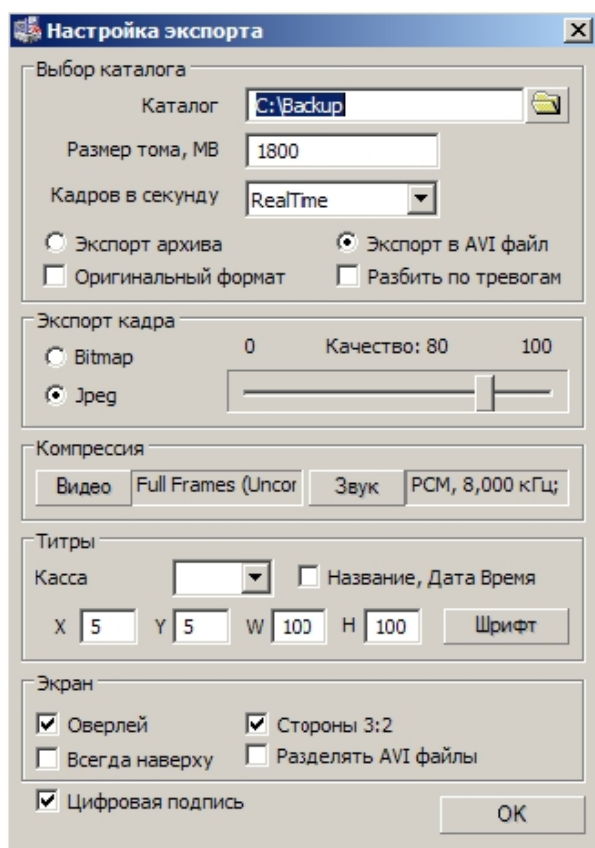 Настройка экспорта
Выбор каталога
Каталог C:\Backup
Размер тома, MB 1800
Кадров в секунду RealTime
Экспорт архива Экспорт в AVI файл
Оригинальный формат Разбить по тревогам
Экспорт кадра
Bitmap 0 Качество: 80 100
Jpeg
Компрессия
Видео Full Frames (Uncor Звук PCM, 8,000 кГц;
Титры
Касса Название, Дата Время
X 5 Y 5 W 100 H 100 Шрифт
Экран
Оверлей Стороны 3:2
Всегда наверху Разделять AVI файлы
Цифровая подпись
OK